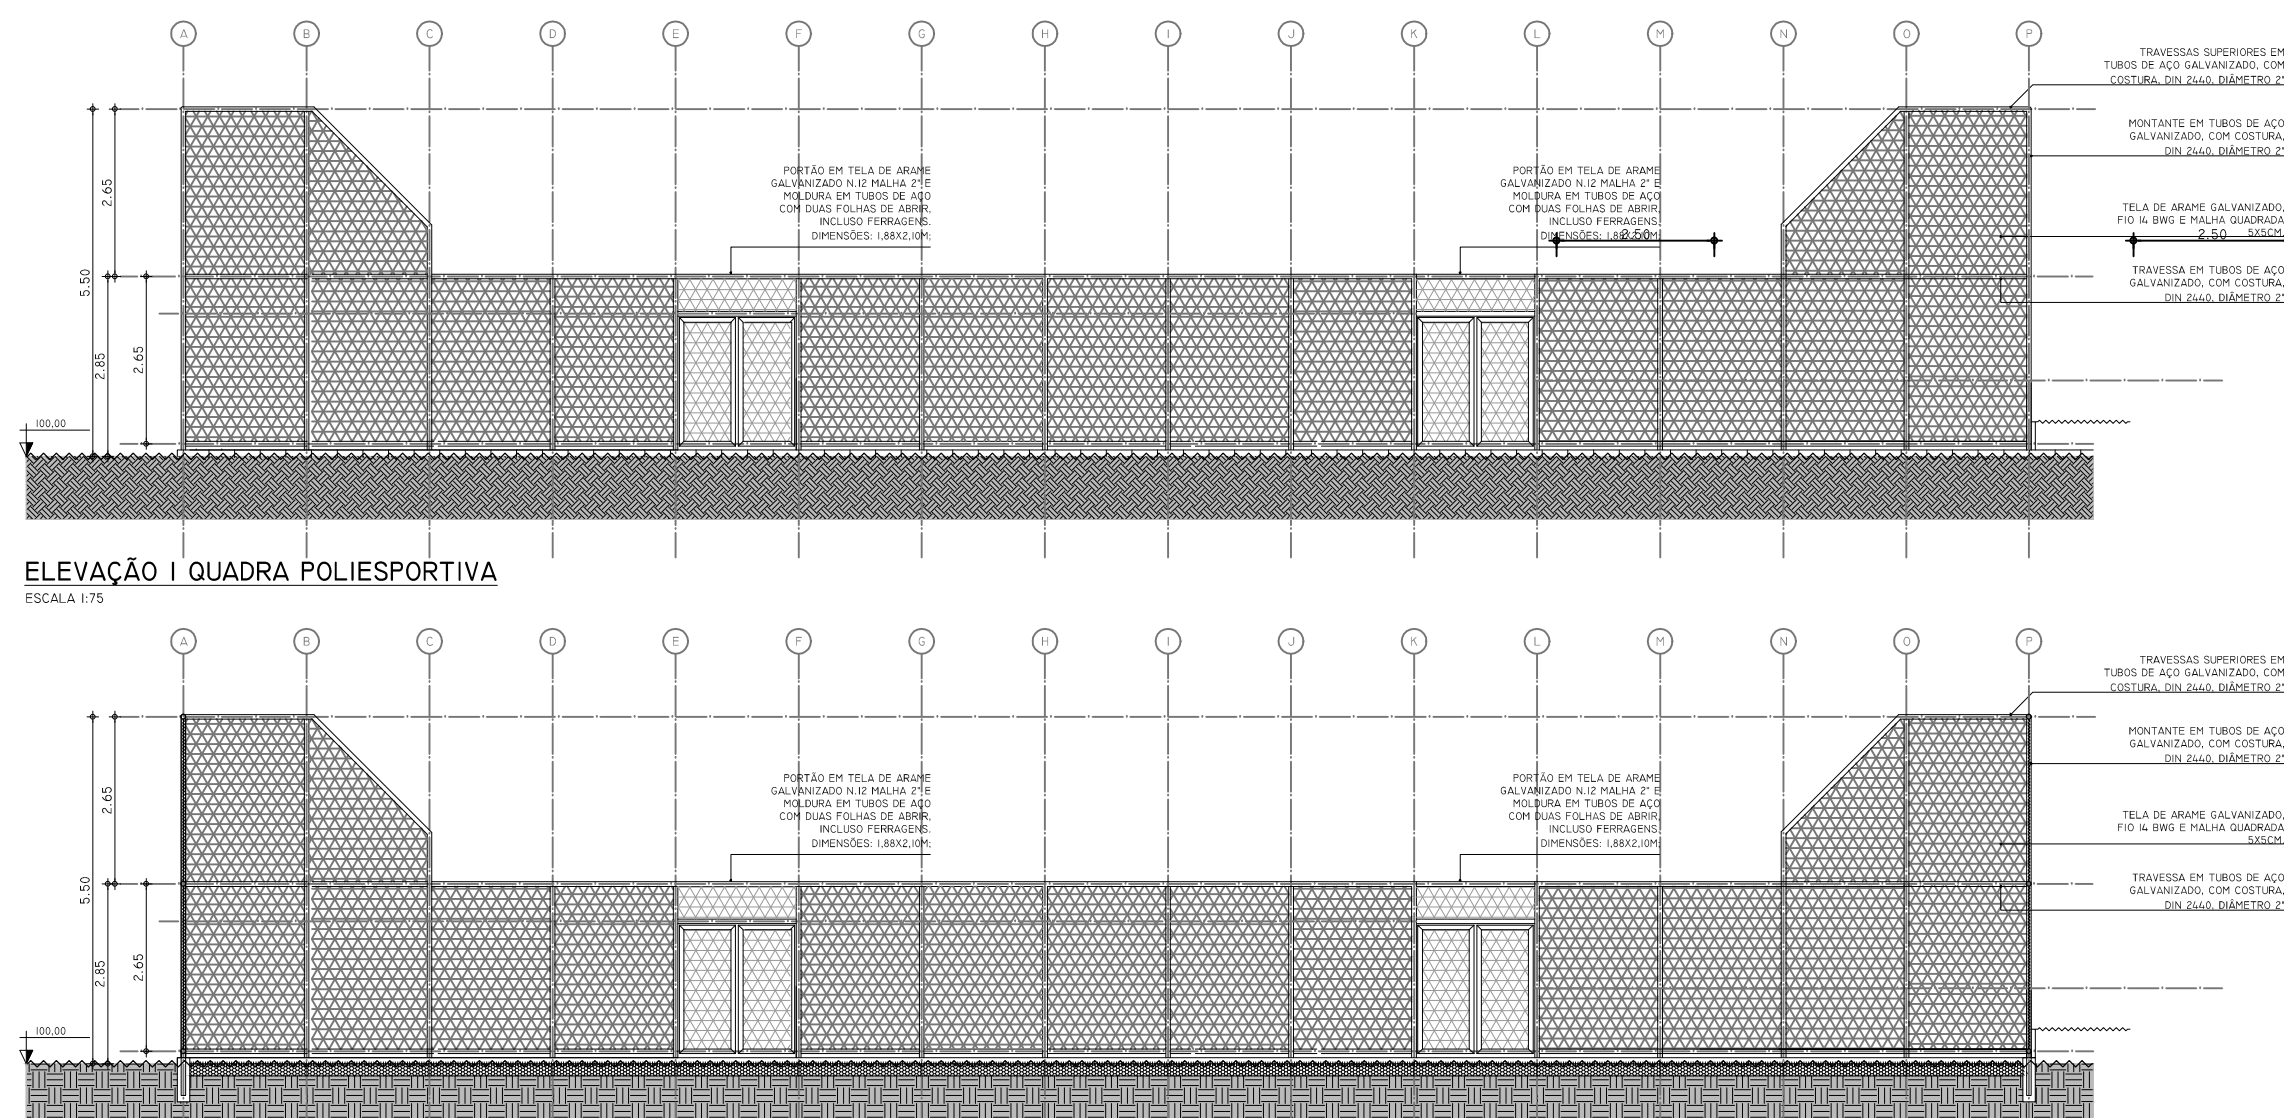 A B C D E F G H I J K L M N O P
TRAVESSAS SUPERIORES EM
TUBOS DE AÇO GALVANIZADO, COM
COSTURA, DIN 2440, DIÂMETRO 2"
MONTANTE EM TUBOS DE AÇO
GALVANIZADO, COM COSTURA,
DIN 2440, DIÂMETRO 2"
PORTÃO EM TELA DE ARAME
GALVANIZADO N.12 MALHA 2" E
MOLDURA EM TUBOS DE AÇO
COM DUAS FOLHAS DE ABRIR,
INCLUSO FERRAGENS.
DIMENSÕES: 1,88X2,10M;
PORTÃO EM TELA DE ARAME
GALVANIZADO N.12 MALHA 2" E
MOLDURA EM TUBOS DE AÇO
COM DUAS FOLHAS DE ABRIR,
INCLUSO FERRAGENS.
DIMENSÕES: 1,88X2,10M;
2.50
TELA DE ARAME GALVANIZADO,
FIO 14 BWG E MALHA QUADRADA
5X5CM.
2.50
TRAVESSA EM TUBOS DE AÇO
GALVANIZADO, COM COSTURA,
DIN 2440, DIÂMETRO 2"
2.65
5.50
2.85
2.65
100,00
ELEVAÇÃO I QUADRA POLIESPORTIVA
ESCALA 1:75
A B C D E F G H I J K L M N O P
TRAVESSAS SUPERIORES EM
TUBOS DE AÇO GALVANIZADO, COM
COSTURA, DIN 2440, DIÂMETRO 2"
MONTANTE EM TUBOS DE AÇO
GALVANIZADO, COM COSTURA,
DIN 2440, DIÂMETRO 2"
PORTÃO EM TELA DE ARAME
GALVANIZADO N.12 MALHA 2" E
MOLDURA EM TUBOS DE AÇO
COM DUAS FOLHAS DE ABRIR,
INCLUSO FERRAGENS.
DIMENSÕES: 1,88X2,10M;
PORTÃO EM TELA DE ARAME
GALVANIZADO N.12 MALHA 2" E
MOLDURA EM TUBOS DE AÇO
COM DUAS FOLHAS DE ABRIR,
INCLUSO FERRAGENS.
DIMENSÕES: 1,88X2,10M;
TELA DE ARAME GALVANIZADO,
FIO 14 BWG E MALHA QUADRADA
5X5CM.
TRAVESSA EM TUBOS DE AÇO
GALVANIZADO, COM COSTURA,
DIN 2440, DIÂMETRO 2"
2.65
5.50
2.85
2.65
100,00